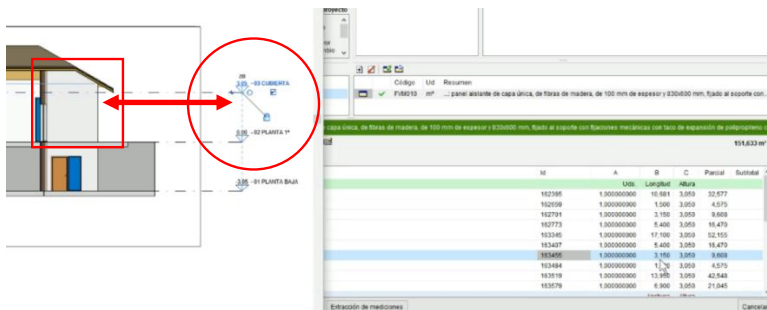 royecto
Código Ud Resumen
FVM010 m² ...: panel aislante de capa única, de fibras de madera, de 100 mm de espesor y 830x600 mm, fijado al soporte con...
de capa única, de fibras de madera, de 100 mm de espesor y 830x600 mm, fijado al soporte con fijaciones mecánicas con taco de expansión de polipropileno c
151,633 m²
Id A B C Parcial Subtotal
Uds. Longitud Altura
162385 1,000000000 10,681 3,050 32,577
162659 1,000000000 1,500 3,050 4,575
162701 1,000000000 3,150 3,050 9,608
162773 1,000000000 5,400 3,050 16,470
163345 1,000000000 17,100 3,050 52,155
163407 1,000000000 5,400 3,050 16,470
163455 1,000000000 3,150 3,050 9,608
163484 1,000000000 3,050 4,575
163519 1,000000000 13,950 3,050 42,548
163579 1,000000000 6,900 3,050 21,045
Extracción de mediciones
Cancelar
-03 CUBIERTA
-02 PLANTA 1ª
-01 PLANTA BAJA